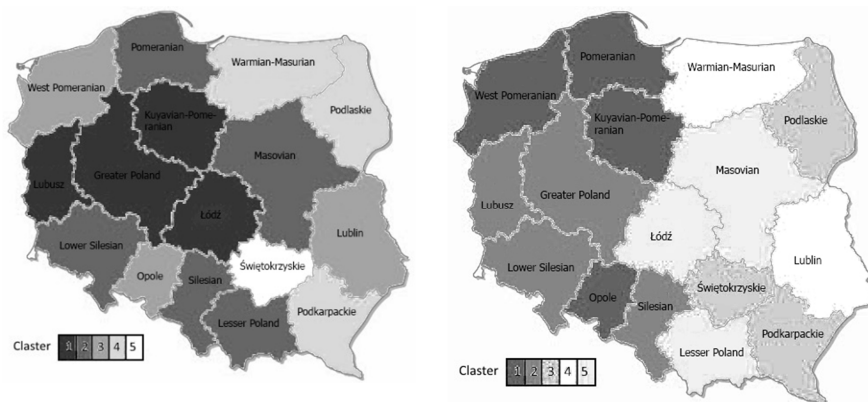 Pomeranian
Warmian-Masurian
West Pomeranian
Podlaskie
Kuyavian-Pome-
ranian
Masovian
Lubusz
Greater Poland
Łódź
Lublin
Lower Silesian
Opole
Silesian
Świętokrzyskie
Lesser Poland
Podkarpackie
Claster 1 2 3 4 5
Pomeranian
Warmian-Masurian
West Pomeranian
Kuyavian-Pome-
ranian
Podlaskie
Masovian
Lubusz
Greater Poland
Łódź
Lublin
Lower Silesian
Opole
Silesian
Świętokrzyskie
Podkarpackie
Lesser Poland
Claster 1 2 3 4 5